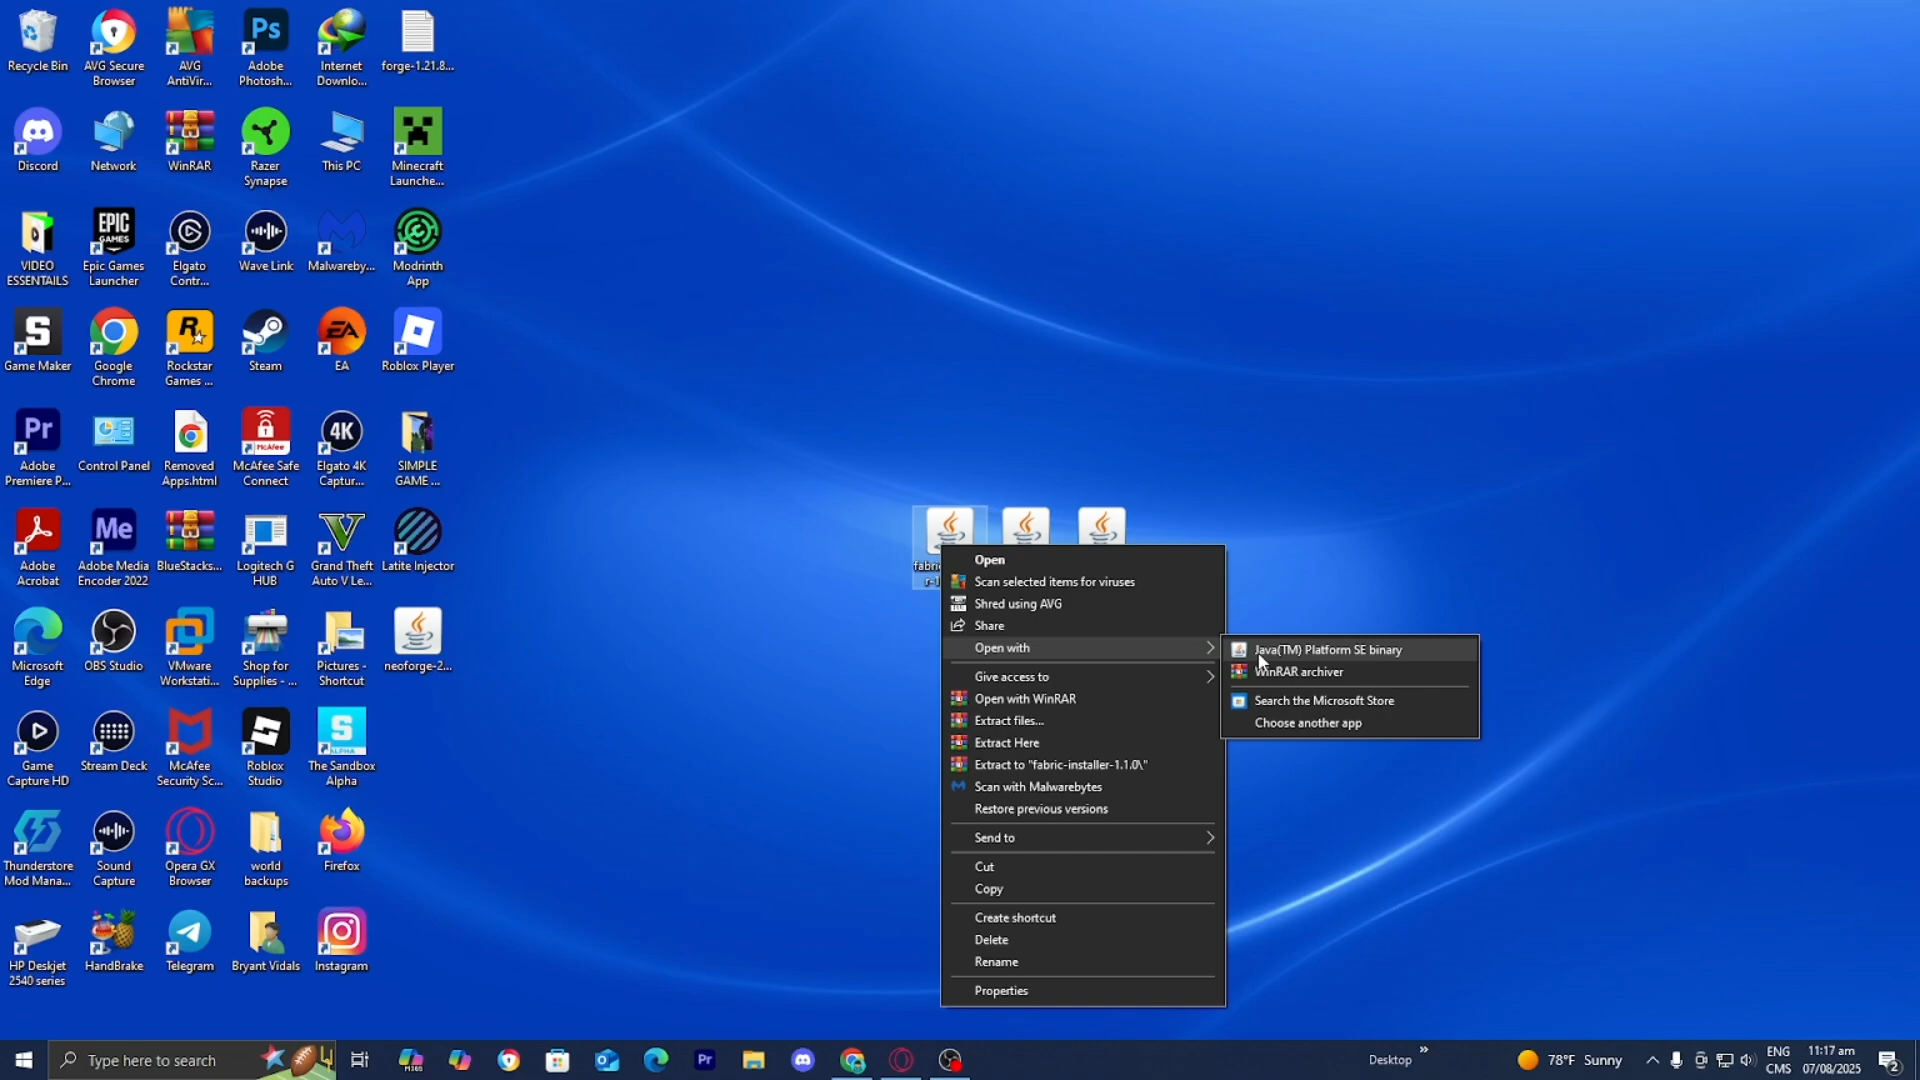 Recycle Bin
AVG Secure
Browser
AVG
AntiVir...
Adobe
Photosh...
Internet
Downlo...
forge-1.21.8...
Discord
Network
WinRAR
Razer
Synapse
This PC
Minecraft
Launche...
VIDEO
ESSENTAILS
Epic Games
Launcher
Elgato
Contr...
Wave Link
Malwareby...
Modrinth
App
Game Maker
Google
Chrome
Rockstar
Games ...
Steam
EA
Roblox Player
Adobe
Premiere P...
Control Panel
Removed
Apps.html
McAfee Safe
Connect
Elgato 4K
Captur...
SIMPLE
GAME ...
Adobe
Acrobat
Adobe Media
Encoder 2022
BlueStacks...
Logitech G
HUB
Grand Theft
Auto V Le...
Latite Injector
Microsoft
Edge
OBS Studio
VMware
Workstati...
Shop for
Supplies - ...
Pictures -
Shortcut
neoforge-2...
Game
Capture HD
Stream Deck
McAfee
Security Sc...
Roblox
Studio
The Sandbox
Alpha
Thunderstore
Mod Mana...
Sound
Capture
Opera GX
Browser
world
backups
Firefox
HP Deskjet
2540 series
HandBrake
Telegram
Bryant Vidals
Instagram
Open
Scan selected items for viruses
Shred using AVG
Share
Open with
Give access to
Open with WinRAR
Extract files...
Extract Here
Extract to "fabric-installer-1.1.0\"
Scan with Malwarebytes
Restore previous versions
Send to
Cut
Copy
Create shortcut
Delete
Rename
Properties
Java(TM) Platform SE binary
WinRAR archiver
Search the Microsoft Store
Choose another app
Type here to search
Desktop
78°F Sunny
ENG
CMS
11:17 am
07/08/2025
2